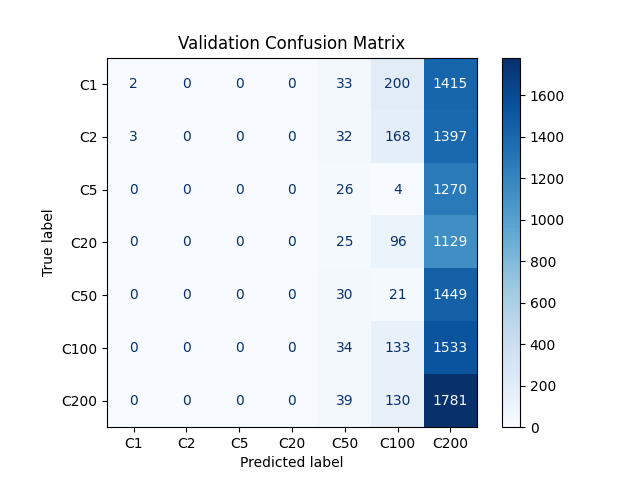 Validation Confusion Matrix
C1 2 0 0 0 33 200 1415
C2 3 0 0 0 32 168 1397
C5 0 0 0 0 26 4 1270
C20 0 0 0 0 25 96 1129
C50 0 0 0 0 30 21 1449
C100 0 0 0 0 34 133 1533
C200 0 0 0 0 39 130 1781
C1 C2 C5 C20 C50 C100 C200
Predicted label
True label
1600
1400
1200
1000
800
600
400
200
0